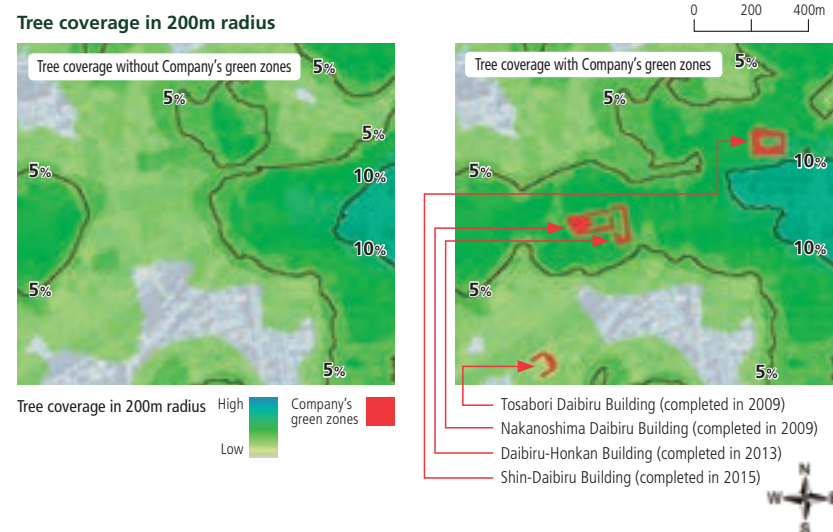 Tree coverage in 200m radius
0 200 400m
Tree coverage without Company's green zones
5%
5%
5%
5%
10%
10%
5%
5%
Tree coverage with Company's green zones
5%
5%
5%
10%
10%
5%
5%
Tree coverage in 200m radius
High
Low
Company's
green zones
Tosabori Daibiru Building (completed in 2009)
Nakanoshima Daibiru Building (completed in 2009)
Daibiru-Honkan Building (completed in 2013)
Shin-Daibiru Building (completed in 2015)
N
W E
S